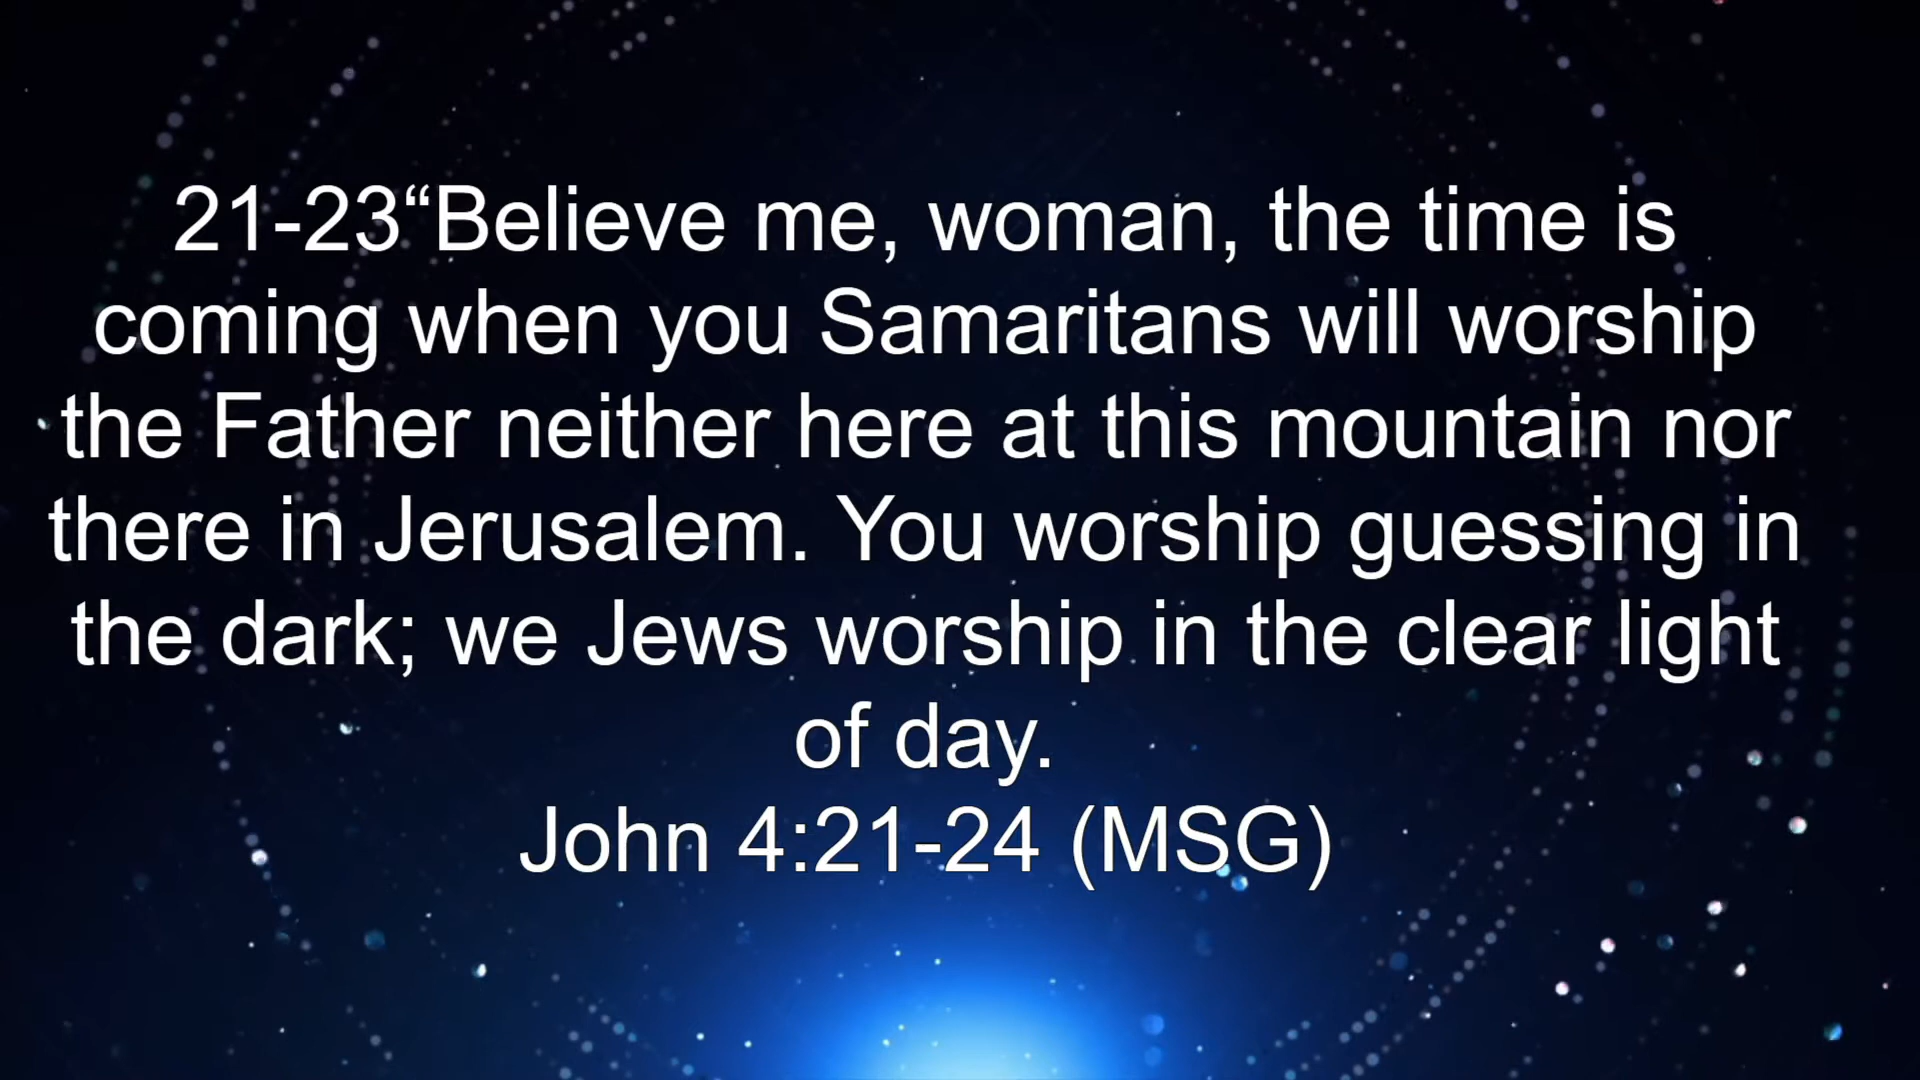 21-23“Believe me, woman, the time is
coming when you Samaritans will worship
the Father neither here at this mountain nor
there in Jerusalem. You worship guessing in
the dark; we Jews worship in the clear light
of day.
John 4:21-24 (MSG)